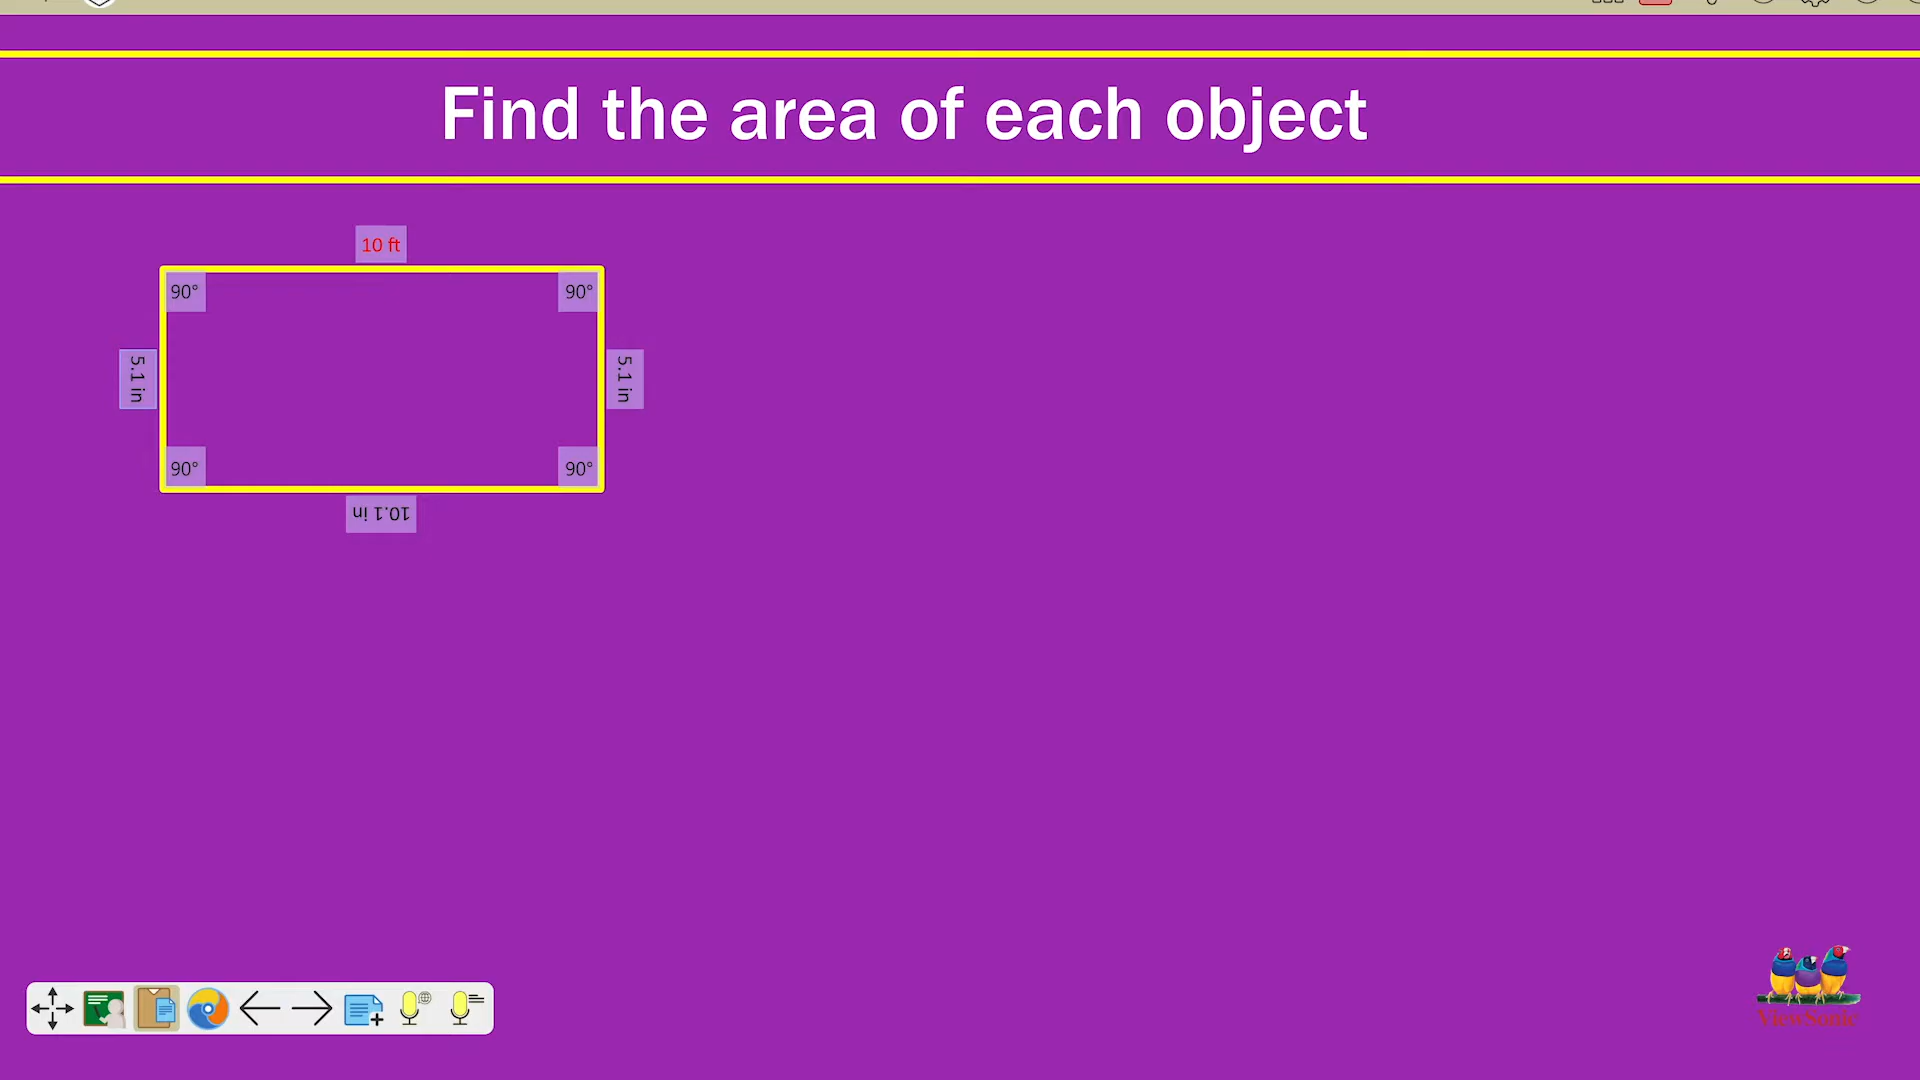 Find the area of each object
10 ft
90°
90°
5.1 in
5.1 in
90°
90°
10.1 in
ViewSonic